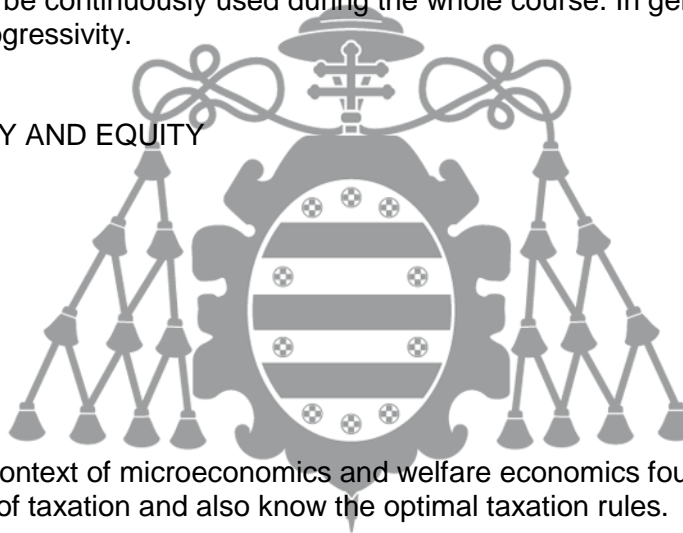 be continuously used during the whole course. In ge
ogressivity.
Y AND EQUITY
ontext of microeconomics and welfare economics fou
of taxation and also know the optimal taxation rules.